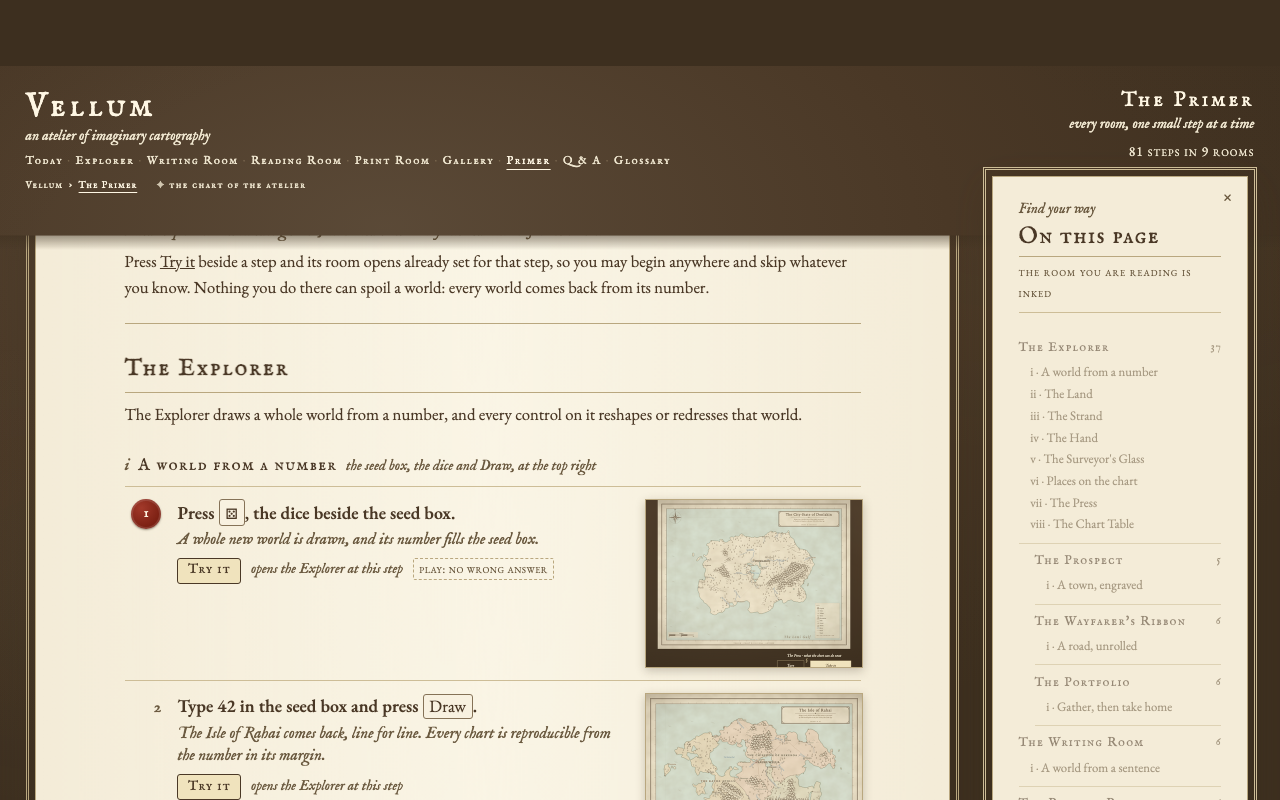 Vellum
an atelier of imaginary cartography
Today · Explorer · Writing Room · Reading Room · Print Room · Gallery · Primer · Q & A · Glossary
Vellum › The Primer ✦ the chart of the atelier
The Primer
every room, one small step at a time
81 steps in 9 rooms
Press Try it beside a step and its room opens already set for that step, so you may begin anywhere and skip whatever
you know. Nothing you do there can spoil a world: every world comes back from its number.
The Explorer
The Explorer draws a whole world from a number, and every control on it reshapes or redresses that world.
i A world from a number the seed box, the dice and Draw, at the top right
1 Press ⚄, the dice beside the seed box.
A whole new world is drawn, and its number fills the seed box.
Try it opens the Explorer at this step play: no wrong answer
2 Type 42 in the seed box and press Draw.
The Isle of Rahai comes back, line for line. Every chart is reproducible from
the number in its margin.
Try it opens the Explorer at this step
The Isle of Rahai
×
Find your way
On this page
the room you are reading is
inked
The Explorer 37
i · A world from a number
ii · The Land
iii · The Strand
iv · The Hand
v · The Surveyor's Glass
vi · Places on the chart
vii · The Press
viii · The Chart Table
The Prospect 5
i · A town, engraved
The Wayfarer's Ribbon 6
i · A road, unrolled
The Portfolio 6
i · Gather, then take home
The Writing Room 6
i · A world from a sentence